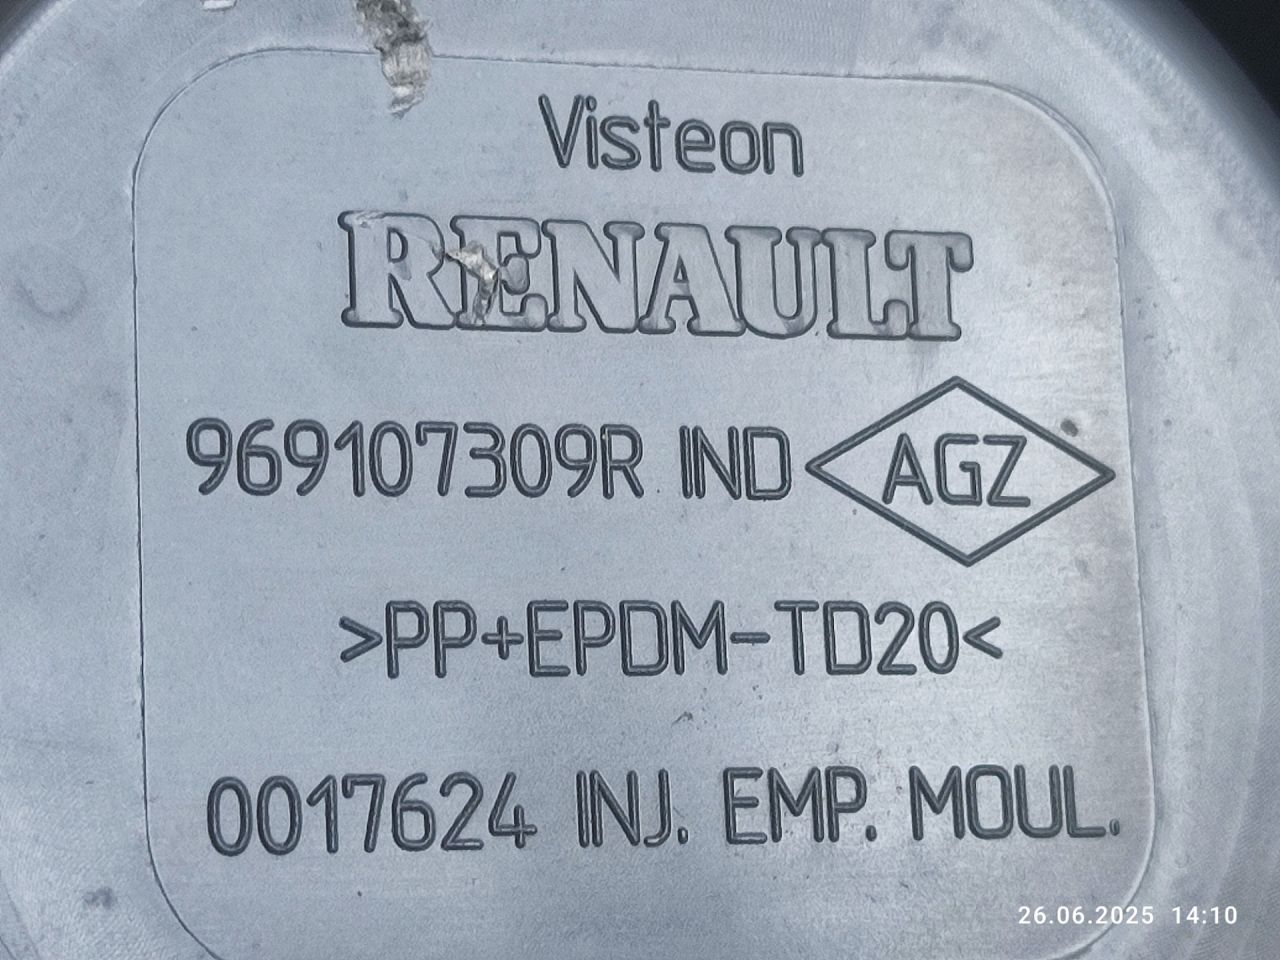 Visteon
RENAULT
969107309R IND AGZ
>PP+EPDM-TD20<
0017624 INJ. EMP. MOUL.
26.06.2025 14:10